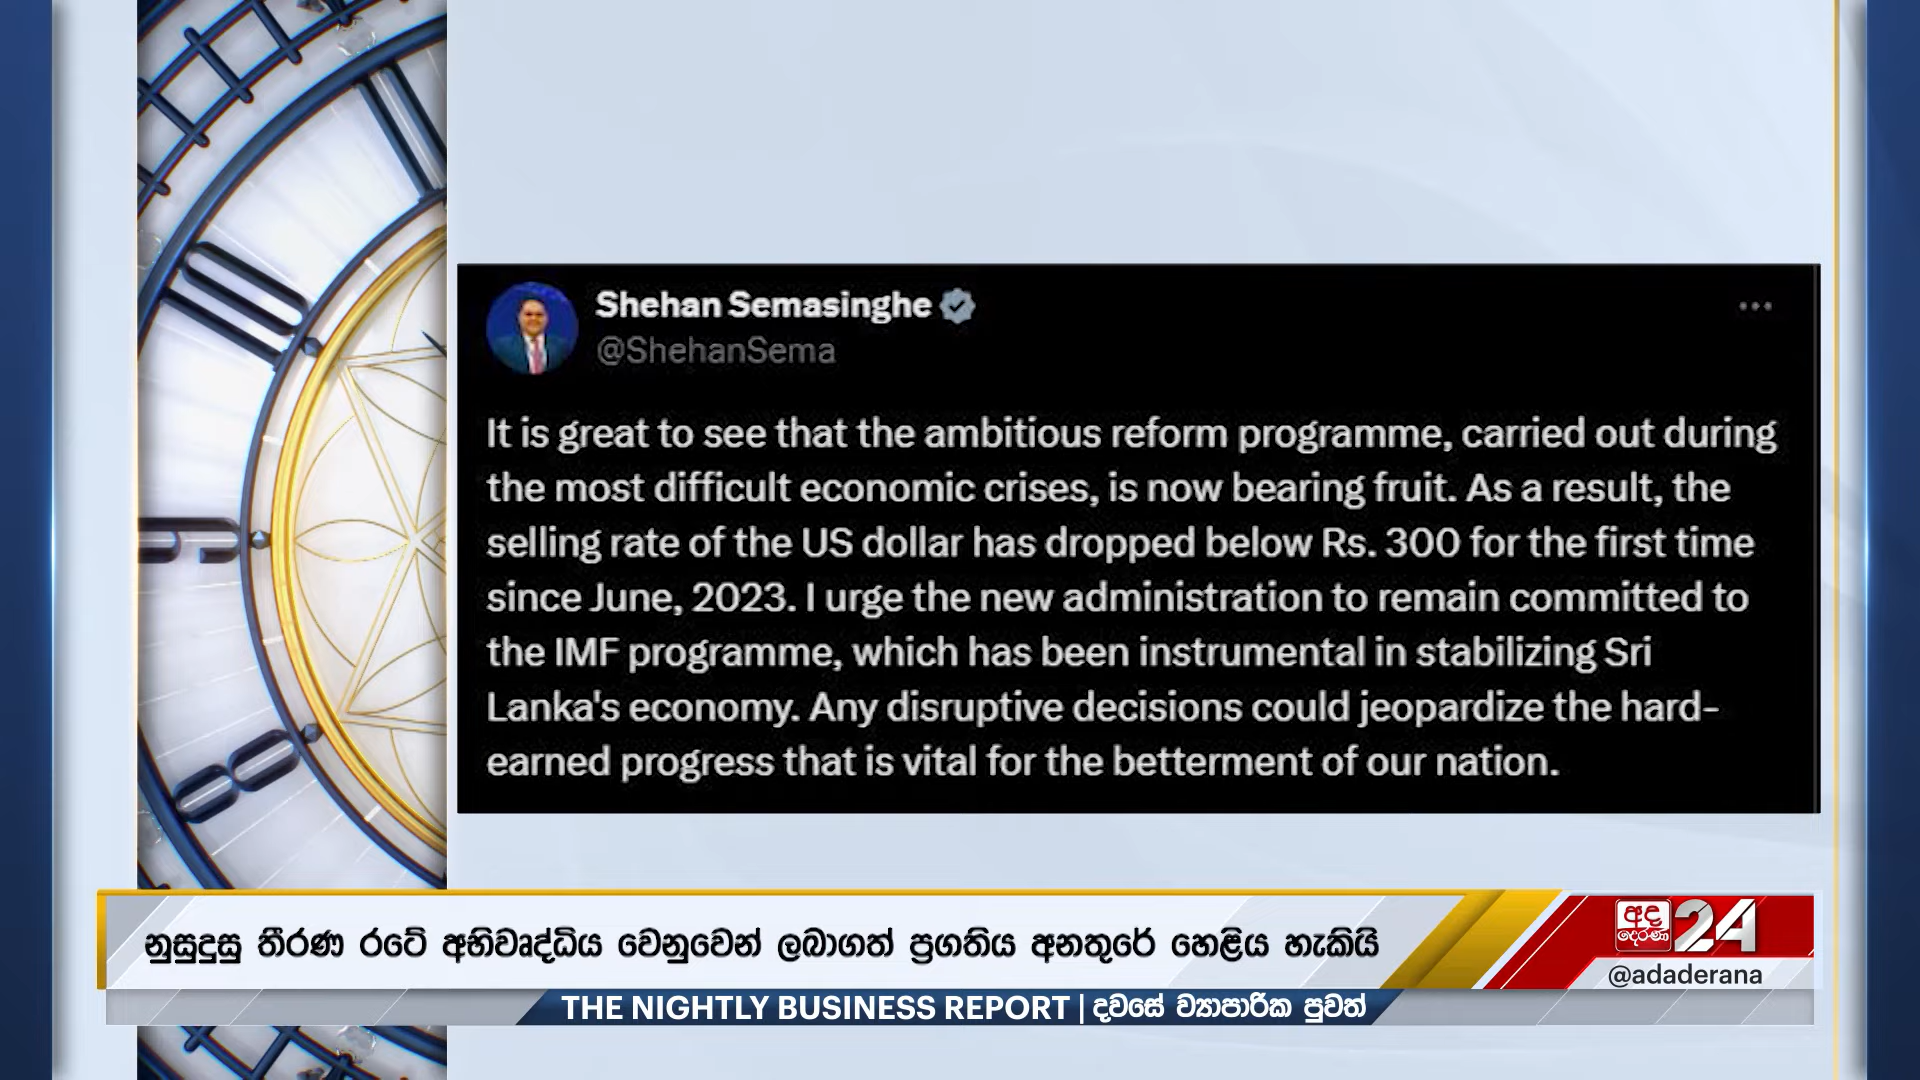 Shehan Semasinghe
@ShehanSema
It is great to see that the ambitious reform programme, carried out during
the most difficult economic crises, is now bearing fruit. As a result, the
selling rate of the US dollar has dropped below Rs. 300 for the first time
since June, 2023. I urge the new administration to remain committed to
the IMF programme, which has been instrumental in stabilizing Sri
Lanka's economy. Any disruptive decisions could jeopardize the hard-
earned progress that is vital for the betterment of our nation.
නුසුදුසු තීරණ රටේ අභිවෘද්ධිය වෙනුවෙන් ලබාගත් ප්‍රගතිය අනතුරේ හෙළිය හැකියි
අද දෙරණ 24
@adaderana
THE NIGHTLY BUSINESS REPORT | දවසේ ව්‍යාපාරික පුවත්
10
9
8